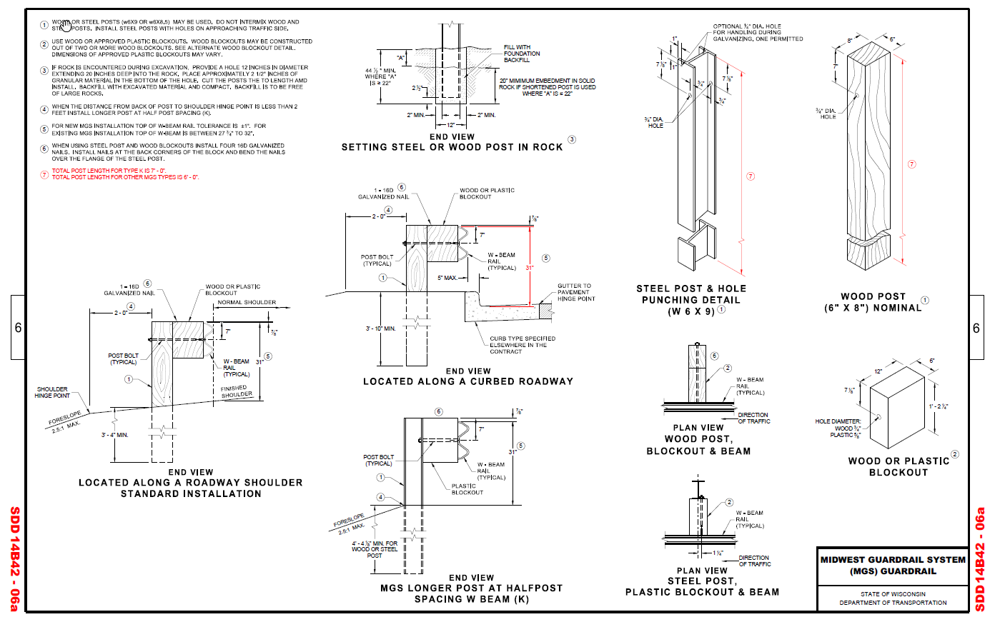 1 WOOD OR STEEL POSTS (w6X9 OR w6X8.5) MAY BE USED. DO NOT INTERMIX WOOD AND
STEEL POSTS. INSTALL STEEL POSTS WITH HOLES ON APPROACHING TRAFFIC SIDE.
2 USE WOOD OR APPROVED PLASTIC BLOCKOUTS. WOOD BLOCKOUTS MAY BE CONSTRUCTED
OUT OF TWO OR MORE WOOD BLOCKOUTS. SEE ALTERNATE WOOD BLOCKOUT DETAIL.
DIMENSIONS OF APPROVED PLASTIC BLOCKOUTS MAY VARY.
3 IF ROCK IS ENCOUNTERED DURING EXCAVATION, PROVIDE A HOLE 12 INCHES IN DIAMETER
EXTENDING 20 INCHES DEEP INTO THE ROCK. PLACE APPROXIMATELY 2 1/2" INCHES OF
GRANULAR MATERIAL IN THE BOTTOM OF THE HOLE. CUT THE POSTS THE TO LENGTH AMD
INSTALL. BACKFILL WITH EXCAVATED MATERIAL AND COMPACT. BACKFILL IS TO BE FREE
OF LARGE ROCKS.
4 WHEN THE DISTANCE FROM BACK OF POST TO SHOULDER HINGE POINT IS LESS THAN 2
FEET INSTALL LONGER POST AT HALF POST SPACING (K).
5 FOR NEW MGS INSTALLATION TOP OF W-BEAM RAIL TOLERANCE IS ±1". FOR
EXISTING MGS INSTALLATION TOP OF W-BEAM IS BETWEEN 27 ¾" TO 32".
6 WHEN USING STEEL POST AND WOOD BLOCKOUTS INSTALL FOUR 16D GALVANIZED
NAILS. INSTALL NAILS AT THE BACK CORNERS OF THE BLOCK AND BEND THE NAILS
OVER THE FLANGE OF THE STEEL POST.
7 TOTAL POST LENGTH FOR TYPE K IS 7' - 0".
TOTAL POST LENGTH FOR OTHER MGS TYPES IS 6' - 0".
"A"
44 ½ " MIN.
WHERE "A"
IS ≥ 22"
2 ½"
2" MIN.
2" MIN.
12"
FILL WITH
FOUNDATION
BACKFILL
20" MIMIMUM EMBEDMENT IN SOLID
ROCK IF SHORTENED POST IS USED
WHERE "A" IS ≤ 22"
END VIEW
SETTING STEEL OR WOOD POST IN ROCK 3
OPTIONAL ¼" DIA. HOLE
FOR HANDLING DURING
GALVANIZING, ONE PERMITTED
1"
7 ⅞"
1"
7 ⅞"
¾"
¾"
¾" DIA.
HOLE
7
STEEL POST & HOLE
PUNCHING DETAIL
(W 6 X 9) 1
8"
6"
7"
¾" DIA.
HOLE
7
WOOD POST
(6" X 8") NOMINAL 1
1 - 16D 6
GALVANIZED NAIL
WOOD OR PLASTIC
BLOCKOUT
4
2 - 0"
⅞"
7"
POST BOLT
(TYPICAL)
W - BEAM
RAIL
(TYPICAL)
5
31"
1
5" MAX.
GUTTER TO
PAVEMENT
HINGE POINT
3' - 10" MIN.
CURB TYPE SPECIFIED
ELSEWHERE IN THE
CONTRACT
END VIEW
LOCATED ALONG A CURBED ROADWAY
1 - 16D 6
GALVANIZED NAIL
WOOD OR PLASTIC
BLOCKOUT
NORMAL SHOULDER
4
2 - 0"
7"
⅞"
POST BOLT
(TYPICAL)
W - BEAM
RAIL
(TYPICAL)
31" 5
1
SHOULDER
HINGE POINT
FINISHED
SHOULDER
FORESLOPE
2.5:1 MAX.
3' - 4" MIN.
END VIEW
LOCATED ALONG A ROADWAY SHOULDER
STANDARD INSTALLATION
6
⅞"
7"
31" 5
POST BOLT
(TYPICAL)
W - BEAM
RAIL
(TYPICAL)
1
PLASTIC
BLOCKOUT
4
FORESLOPE
2.5:1 MAX.
4' - 4 ½" MIN. FOR
WOOD OR STEEL
POST
END VIEW
MGS LONGER POST AT HALFPOST
SPACING W BEAM (K)
6
2
W - BEAM
RAIL
(TYPICAL)
DIRECTION
OF TRAFFIC
PLAN VIEW
WOOD POST,
BLOCKOUT & BEAM
2
W - BEAM
RAIL
(TYPICAL)
1 ¼"
DIRECTION
OF TRAFFIC
PLAN VIEW
STEEL POST,
PLASTIC BLOCKOUT & BEAM
12"
6"
7 ⅛"
1' - 2 ¼"
HOLE DIAMETER:
WOOD ¾"
PLASTIC ⅝"
WOOD OR PLASTIC 2
BLOCKOUT
6
6
SDD 14B42 - 06a
SDD 14B42 - 06a
MIDWEST GUARDRAIL SYSTEM
(MGS) GUARDRAIL
STATE OF WISCONSIN
DEPARTMENT OF TRANSPORTATION